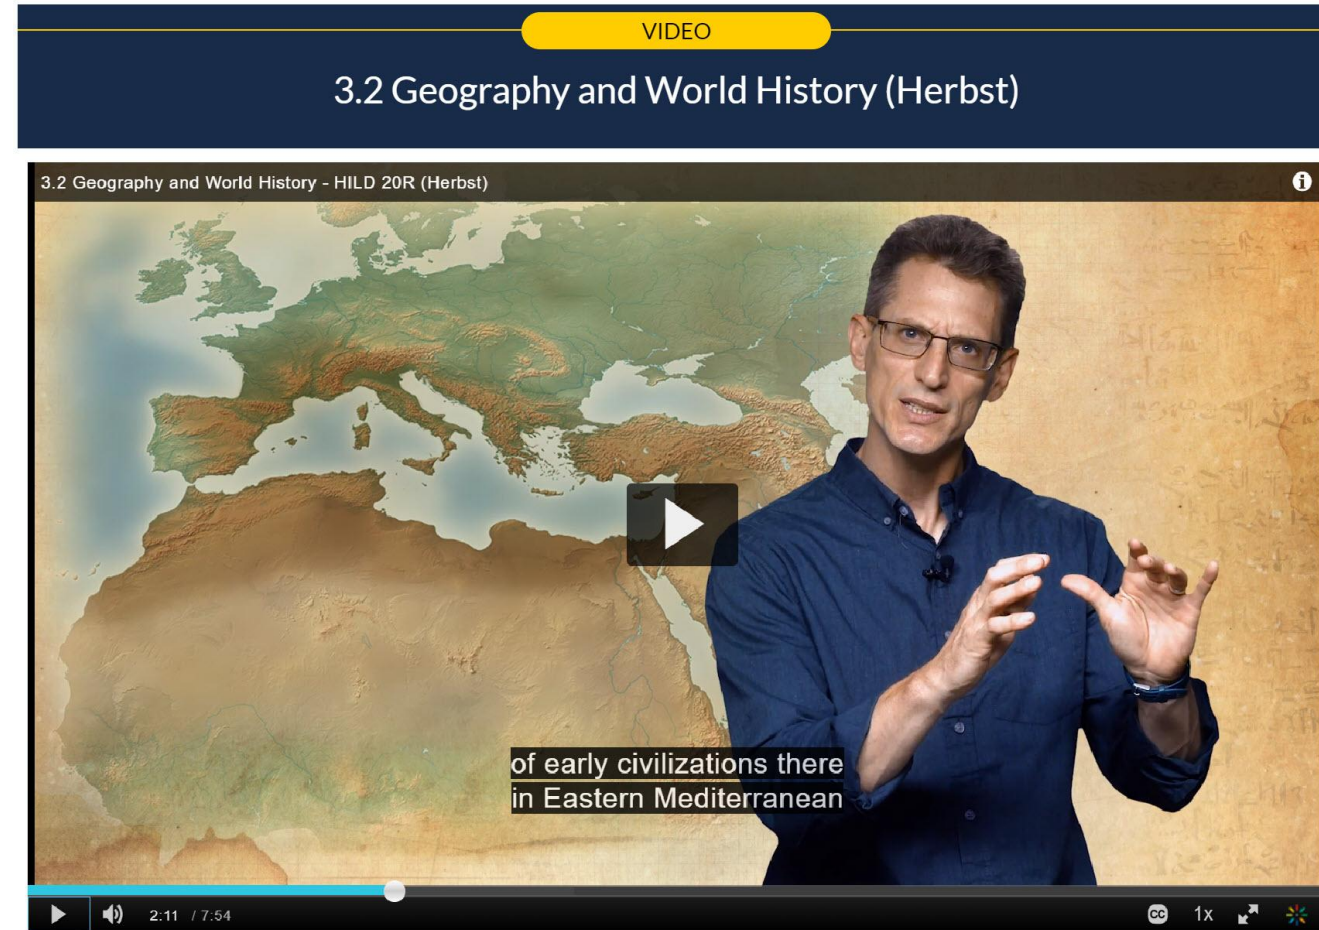 VIDEO
3.2 Geography and World History (Herbst)
3.2 Geography and World History - HILD 20R (Herbst)
of early civilizations there
in Eastern Mediterranean
2:11 / 7:54
CC
1x